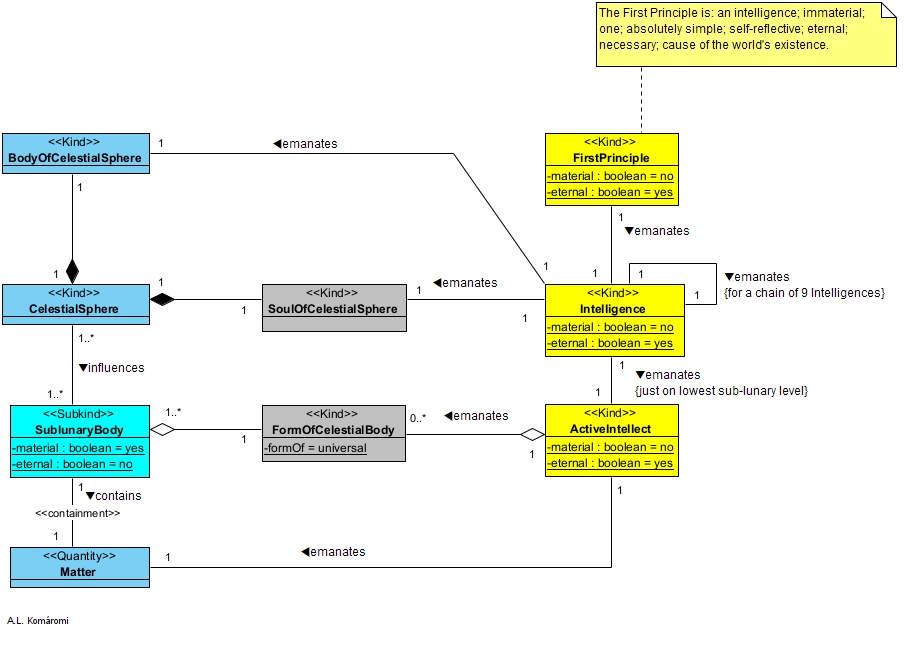 The First Principle is: an intelligence; immaterial;
one; absolutely simple; self-reflective; eternal;
necessary; cause of the world's existence.
<<Kind>>
BodyOfCelestialSphere
1
◀emanates
<<Kind>>
FirstPrinciple
-material : boolean = no
-eternal : boolean = yes
1
1
▼emanates
1
1
1
▼emanates
{for a chain of 9 Intelligences}
1
1
<<Kind>>
CelestialSphere
1
1
<<Kind>>
SoulOfCelestialSphere
1
◀emanates
1
<<Kind>>
Intelligence
-material : boolean = no
-eternal : boolean = yes
1..*
▼influences
1..*
1
▼emanates
{just on lowest sub-lunary level}
1
<<Subkind>>
SublunaryBody
-material : boolean = yes
-eternal : boolean = no
1..*
1
<<Kind>>
FormOfCelestialBody
-formOf = universal
0..*
◀emanates
1
<<Kind>>
ActiveIntellect
-material : boolean = no
-eternal : boolean = yes
1
▼contains
<<containment>>
1
1
<<Quantity>>
Matter
1
◀emanates
A.L. Komáromi